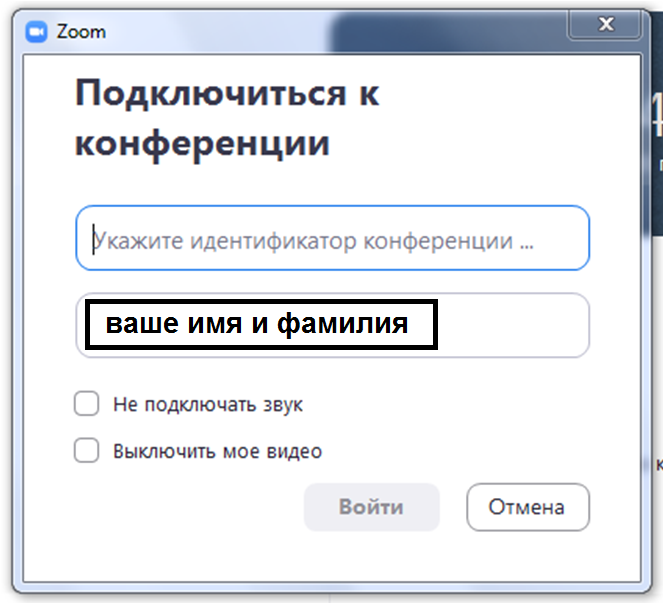 Zoom
Подключиться к
конференции
Укажите идентификатор конференции ...
ваше имя и фамилия
Не подключать звук
Выключить мое видео
Войти
Отмена